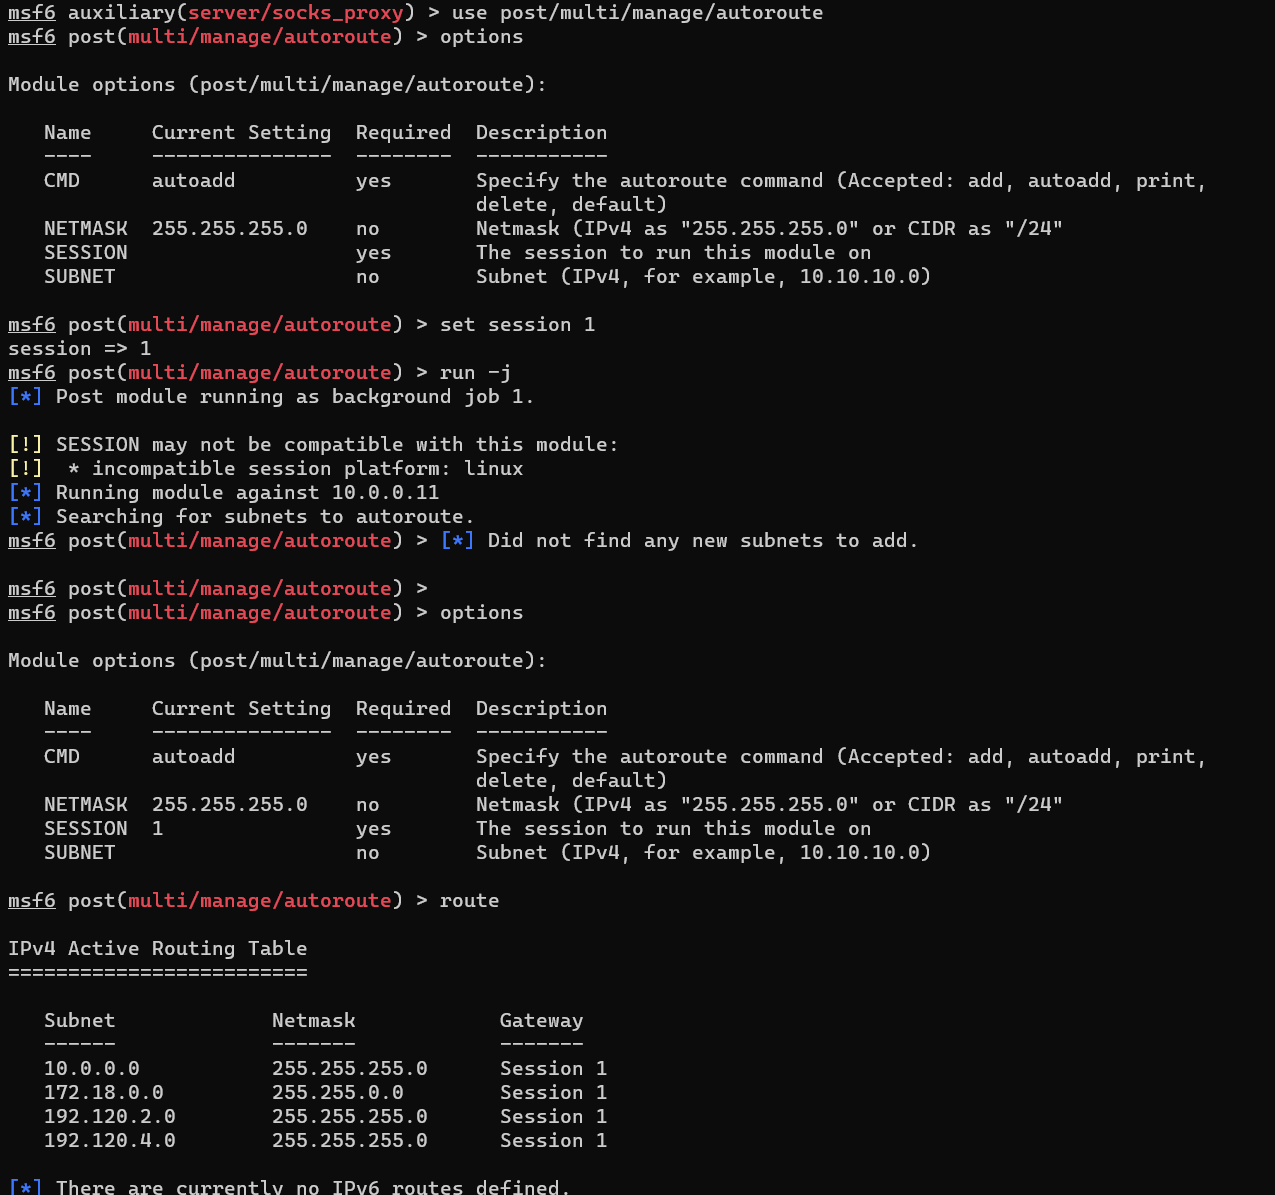 msf6 auxiliary(server/socks_proxy) > use post/multi/manage/autoroute
msf6 post(multi/manage/autoroute) > options
Module options (post/multi/manage/autoroute):
   Name     Current Setting  Required  Description
   ----     ---------------  --------  -----------
   CMD      autoadd          yes       Specify the autoroute command (Accepted: add, autoadd, print,
                                       delete, default)
   NETMASK  255.255.255.0    no        Netmask (IPv4 as "255.255.255.0" or CIDR as "/24"
   SESSION                   yes       The session to run this module on
   SUBNET                    no        Subnet (IPv4, for example, 10.10.10.0)
msf6 post(multi/manage/autoroute) > set session 1
session => 1
msf6 post(multi/manage/autoroute) > run -j
[*] Post module running as background job 1.
[!] SESSION may not be compatible with this module:
[!]  * incompatible session platform: linux
[*] Running module against 10.0.0.11
[*] Searching for subnets to autoroute.
msf6 post(multi/manage/autoroute) > [*] Did not find any new subnets to add.
msf6 post(multi/manage/autoroute) >
msf6 post(multi/manage/autoroute) > options
Module options (post/multi/manage/autoroute):
   Name     Current Setting  Required  Description
   ----     ---------------  --------  -----------
   CMD      autoadd          yes       Specify the autoroute command (Accepted: add, autoadd, print,
                                       delete, default)
   NETMASK  255.255.255.0    no        Netmask (IPv4 as "255.255.255.0" or CIDR as "/24"
   SESSION  1                yes       The session to run this module on
   SUBNET                    no        Subnet (IPv4, for example, 10.10.10.0)
msf6 post(multi/manage/autoroute) > route
IPv4 Active Routing Table
=========================
   Subnet             Netmask            Gateway
   ------             -------            -------
   10.0.0.0           255.255.255.0      Session 1
   172.18.0.0         255.255.0.0        Session 1
   192.120.2.0        255.255.255.0      Session 1
   192.120.4.0        255.255.255.0      Session 1
[*] There are currently no IPv6 routes defined.